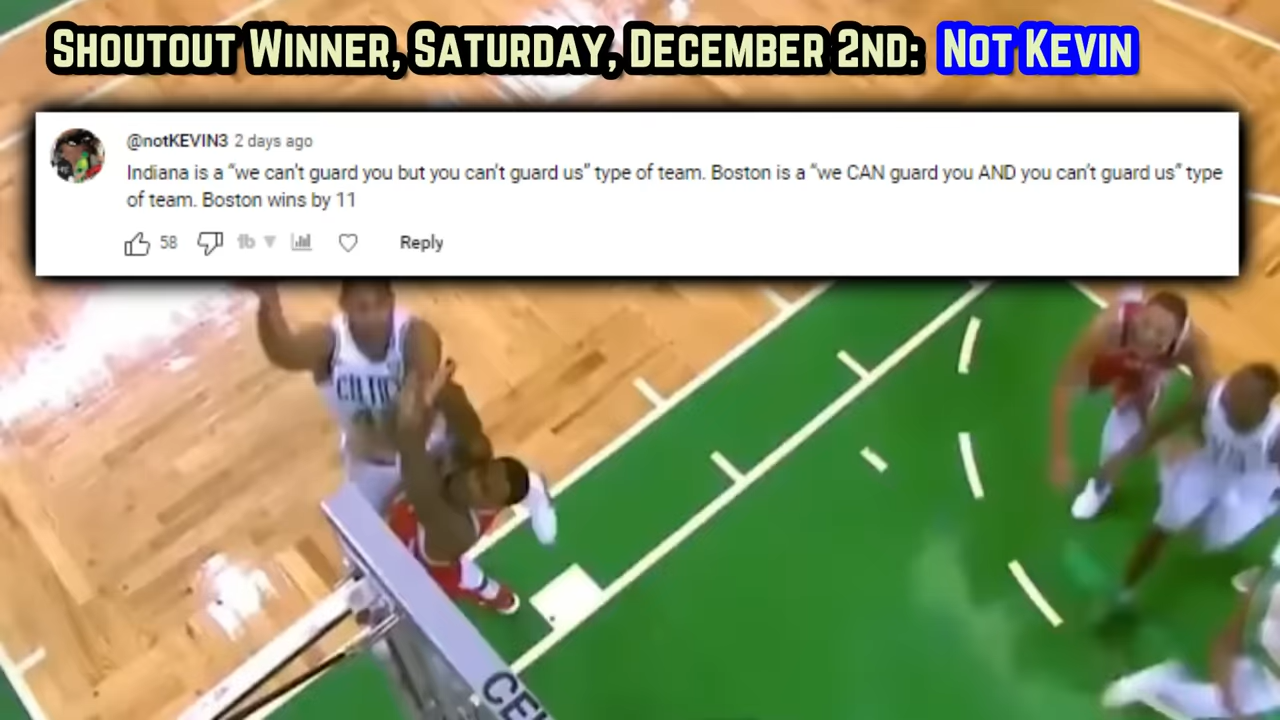 Shoutout Winner, Saturday, December 2nd: Not Kevin
@notKEVIN3 2 days ago
Indiana is a “we can’t guard you but you can’t guard us” type of team. Boston is a “we CAN guard you AND you can’t guard us” type
of team. Boston wins by 11
58 Reply